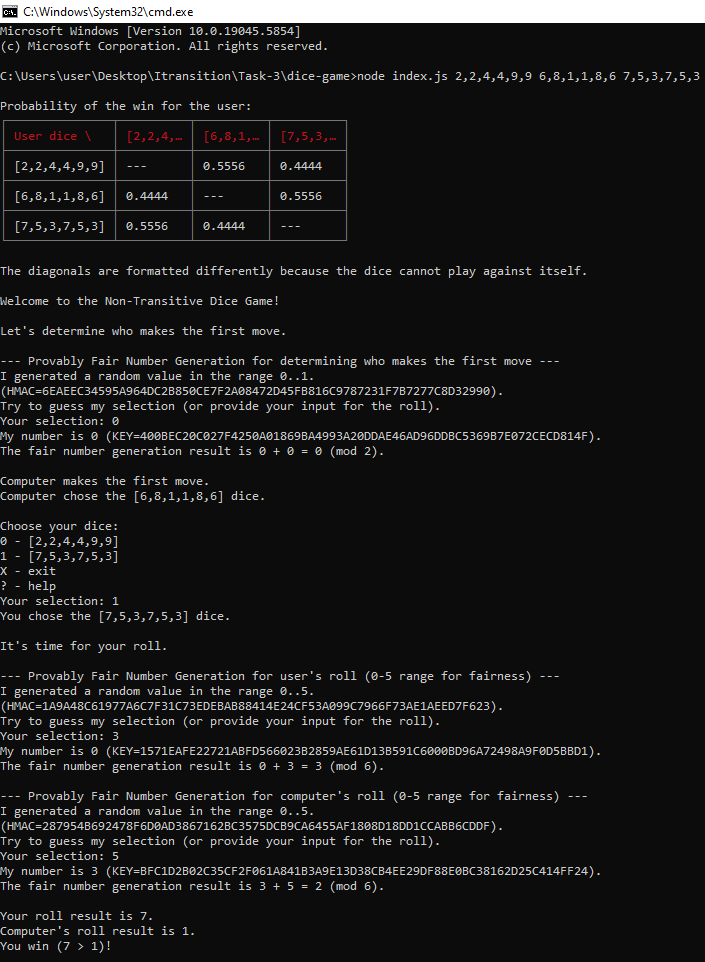 C:\Windows\System32\cmd.exe
Microsoft Windows [Version 10.0.19045.5854]
(c) Microsoft Corporation. All rights reserved.
C:\Users\user\Desktop\Itransition\Task-3\dice-game>node index.js 2,2,4,4,9,9 6,8,1,1,8,6 7,5,3,7,5,3
Probability of the win for the user:
User dice \ [2,2,4,… [6,8,1,… [7,5,3,…
[2,2,4,4,9,9] --- 0.5556 0.4444
[6,8,1,1,8,6] 0.4444 --- 0.5556
[7,5,3,7,5,3] 0.5556 0.4444 ---
The diagonals are formatted differently because the dice cannot play against itself.
Welcome to the Non-Transitive Dice Game!
Let's determine who makes the first move.
--- Provably Fair Number Generation for determining who makes the first move ---
I generated a random value in the range 0..1.
(HMAC=6EAEEC34595A964DC2B850CE7F2A08472D45FB816C9787231F7B7277C8D32990).
Try to guess my selection (or provide your input for the roll).
Your selection: 0
My number is 0 (KEY=400BEC20C027F4250A01869BA4993A20DDAE46AD96DDBC5369B7E072CECD814F).
The fair number generation result is 0 + 0 = 0 (mod 2).
Computer makes the first move.
Computer chose the [6,8,1,1,8,6] dice.
Choose your dice:
0 - [2,2,4,4,9,9]
1 - [7,5,3,7,5,3]
X - exit
? - help
Your selection: 1
You chose the [7,5,3,7,5,3] dice.
It's time for your roll.
--- Provably Fair Number Generation for user's roll (0-5 range for fairness) ---
I generated a random value in the range 0..5.
(HMAC=1A9A48C61977A6C7F31C73EDEBAB88414E24CF53A099C7966F73AE1AEED7F623).
Try to guess my selection (or provide your input for the roll).
Your selection: 3
My number is 0 (KEY=1571EAFE22721ABFD566023B2859AE61D13B591C6000BD96A72498A9F0D5BBD1).
The fair number generation result is 0 + 3 = 3 (mod 6).
--- Provably Fair Number Generation for computer's roll (0-5 range for fairness) ---
I generated a random value in the range 0..5.
(HMAC=287954B692478F6D0AD3867162BC3575DCB9CA6455AF1808D18DD1CCABB6CDDF).
Try to guess my selection (or provide your input for the roll).
Your selection: 5
My number is 3 (KEY=BFC1D2B02C35CF2F061A841B3A9E13D38CB4EE29DF88E0BC38162D25C414FF24).
The fair number generation result is 3 + 5 = 2 (mod 6).
Your roll result is 7.
Computer's roll result is 1.
You win (7 > 1)!